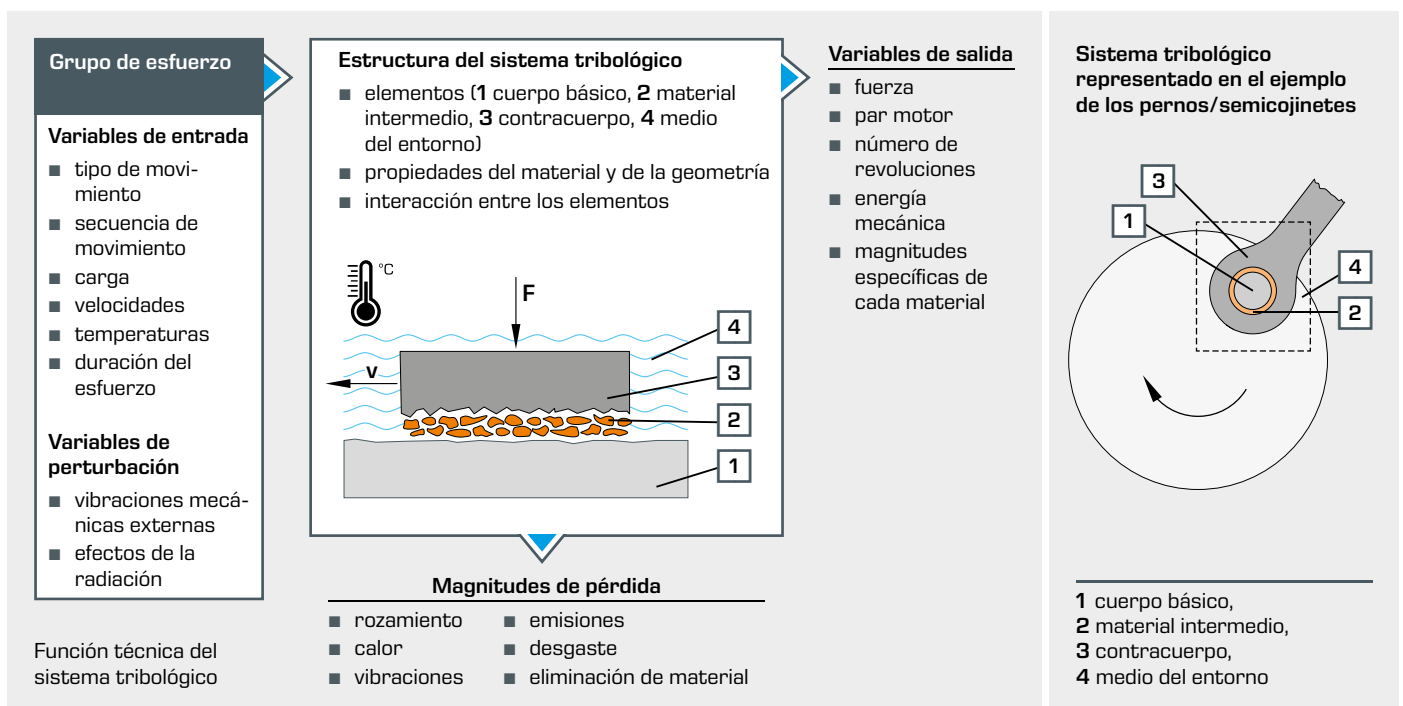 Grupo de esfuerzo
Variables de entrada
■ tipo de movi-
miento
■ secuencia de
movimiento
■ carga
■ velocidades
■ temperaturas
■ duración del
esfuerzo
Variables de
perturbación
■ vibraciones mecá-
nicas externas
■ efectos de la
radiación
Función técnica del
sistema tribológico
Estructura del sistema tribológico
■ elementos (1 cuerpo básico, 2 material
intermedio, 3 contracuerpo, 4 medio
del entorno)
■ propiedades del material y de la geometría
■ interacción entre los elementos
°C
F
v
4
3
2
1
Magnitudes de pérdida
■ rozamiento
■ calor
■ vibraciones
■ emisiones
■ desgaste
■ eliminación de material
Variables de salida
■ fuerza
■ par motor
■ número de
revoluciones
■ energía
mecánica
■ magnitudes
específicas de
cada material
Sistema tribológico
representado en el ejemplo
de los pernos/semicojinetes
3
1
4
2
1 cuerpo básico,
2 material intermedio,
3 contracuerpo,
4 medio del entorno